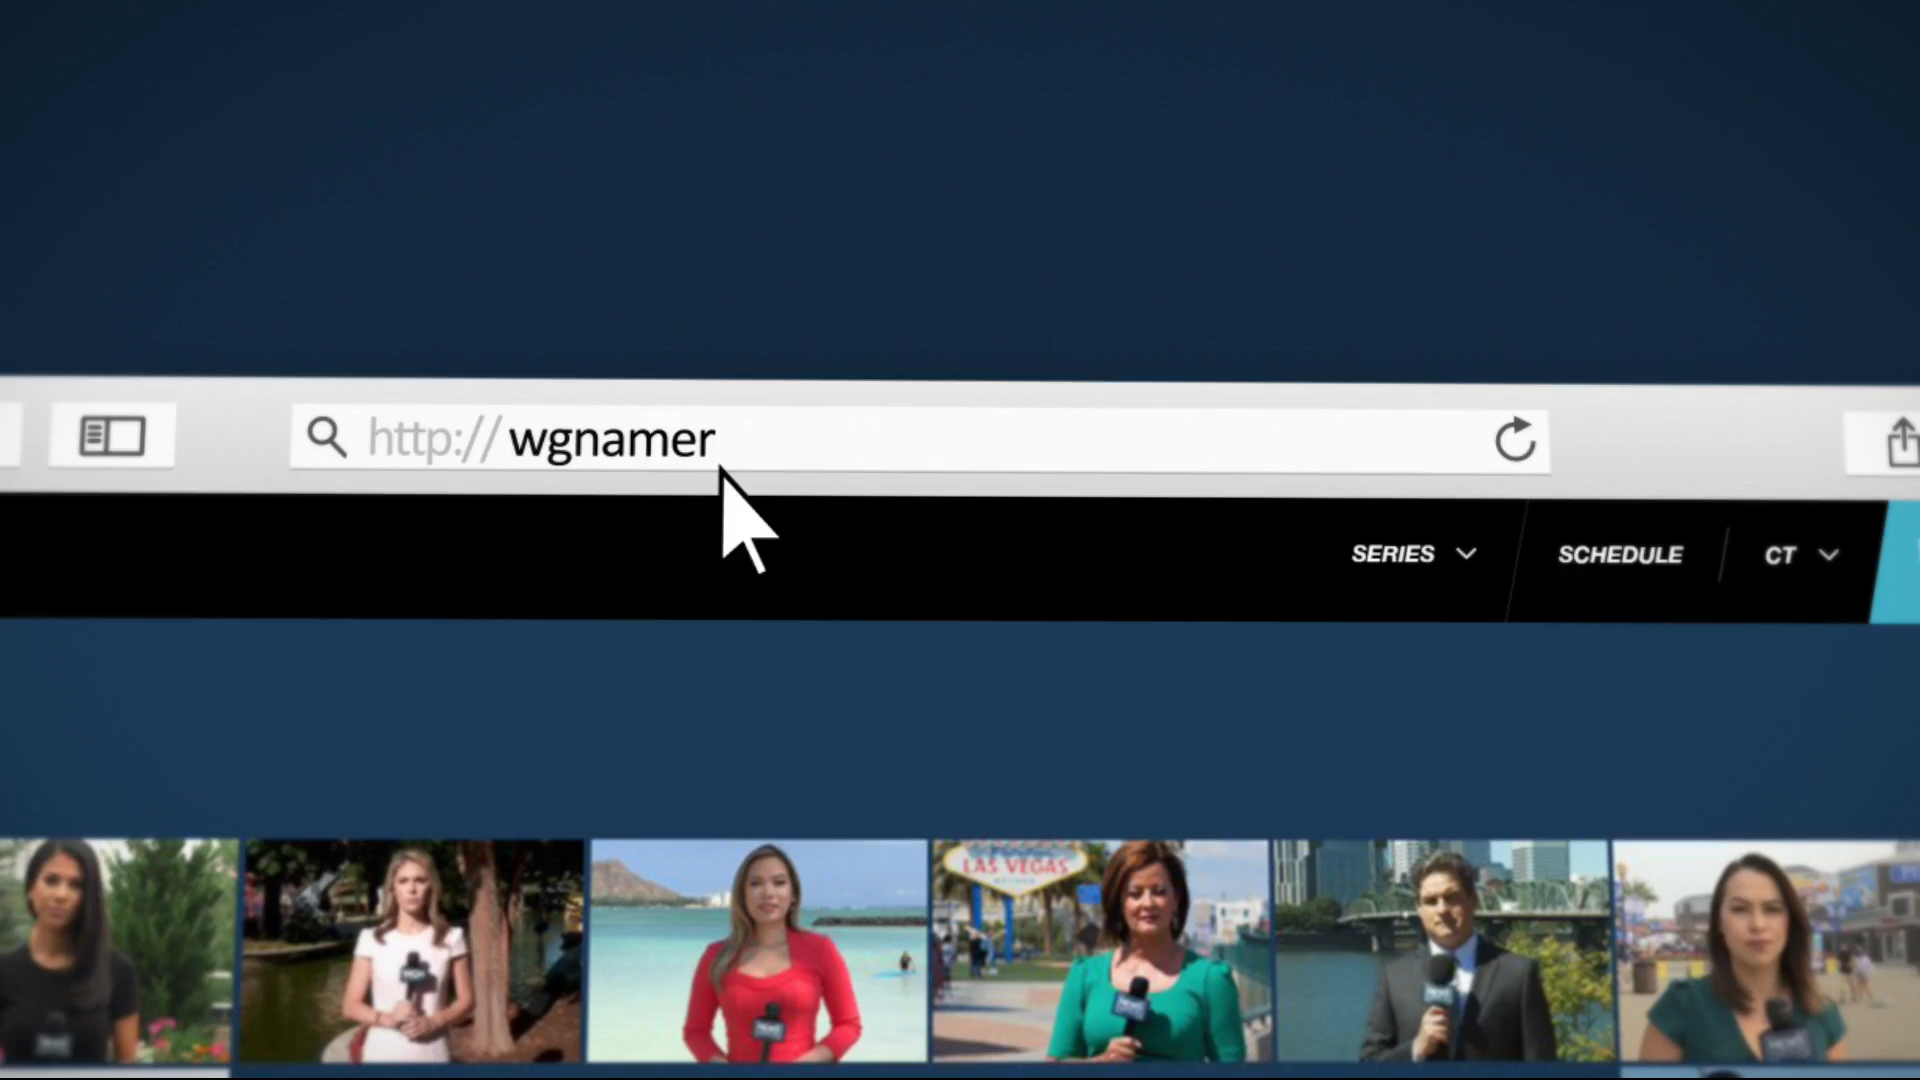 http:// wgnamer
SERIES
SCHEDULE
CT
LAS VEGAS